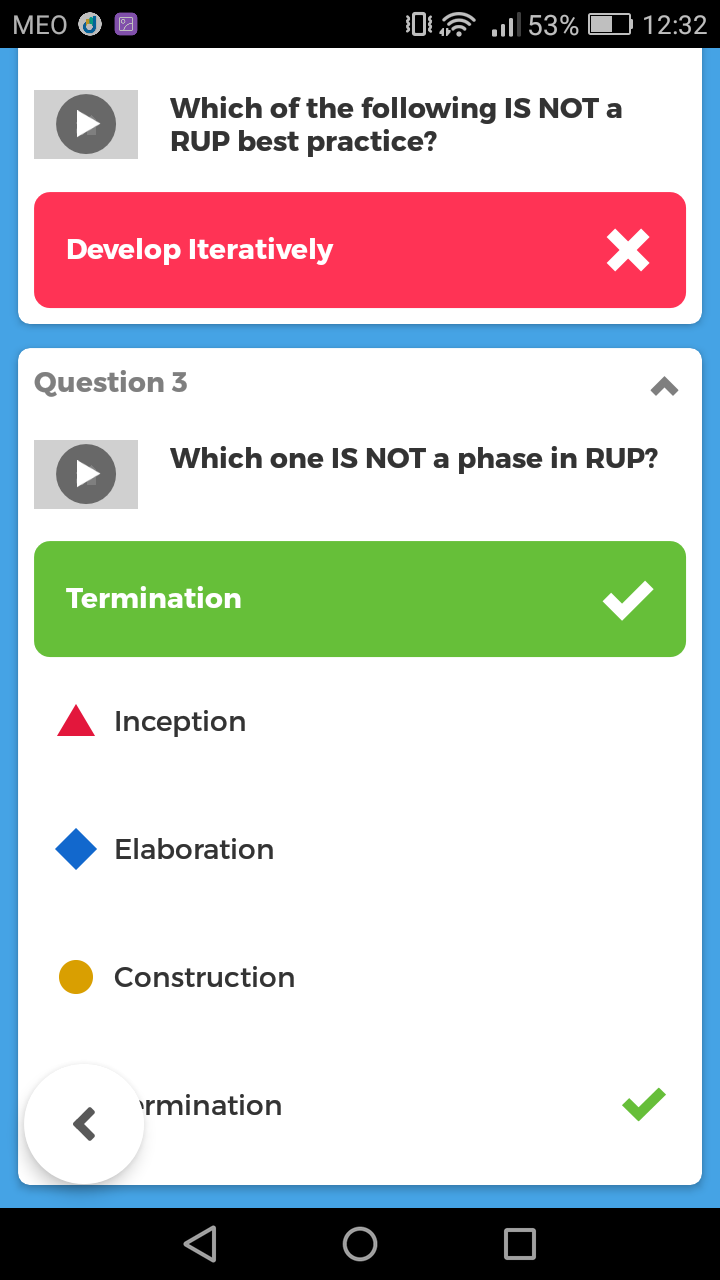 MEO 53% 12:32
Which of the following IS NOT a
RUP best practice?
Develop Iteratively
Question 3
Which one IS NOT a phase in RUP?
Termination
Inception
Elaboration
Construction
rmination